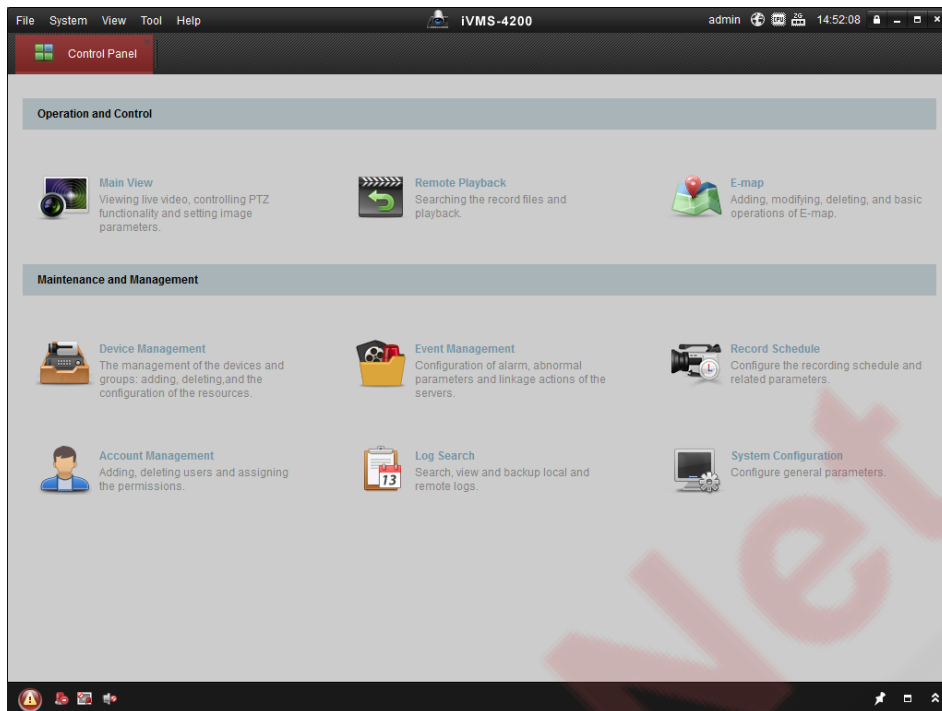 File System View Tool Help iVMS-4200 admin CPU 2G 14:52:08
Control Panel
Operation and Control
Main View
Viewing live video, controlling PTZ
functionality and setting image
parameters.
Remote Playback
Searching the record files and
playback.
E-map
Adding, modifying, deleting, and basic
operations of E-map.
Maintenance and Management
Device Management
The management of the devices and
groups: adding, deleting,and the
configuration of the resources.
Event Management
Configuration of alarm, abnormal
parameters and linkage actions of the
servers.
Record Schedule
Configure the recording schedule and
related parameters.
Account Management
Adding, deleting users and assigning
the permissions.
13
Log Search
Search, view and backup local and
remote logs.
System Configuration
Configure general parameters.
Net